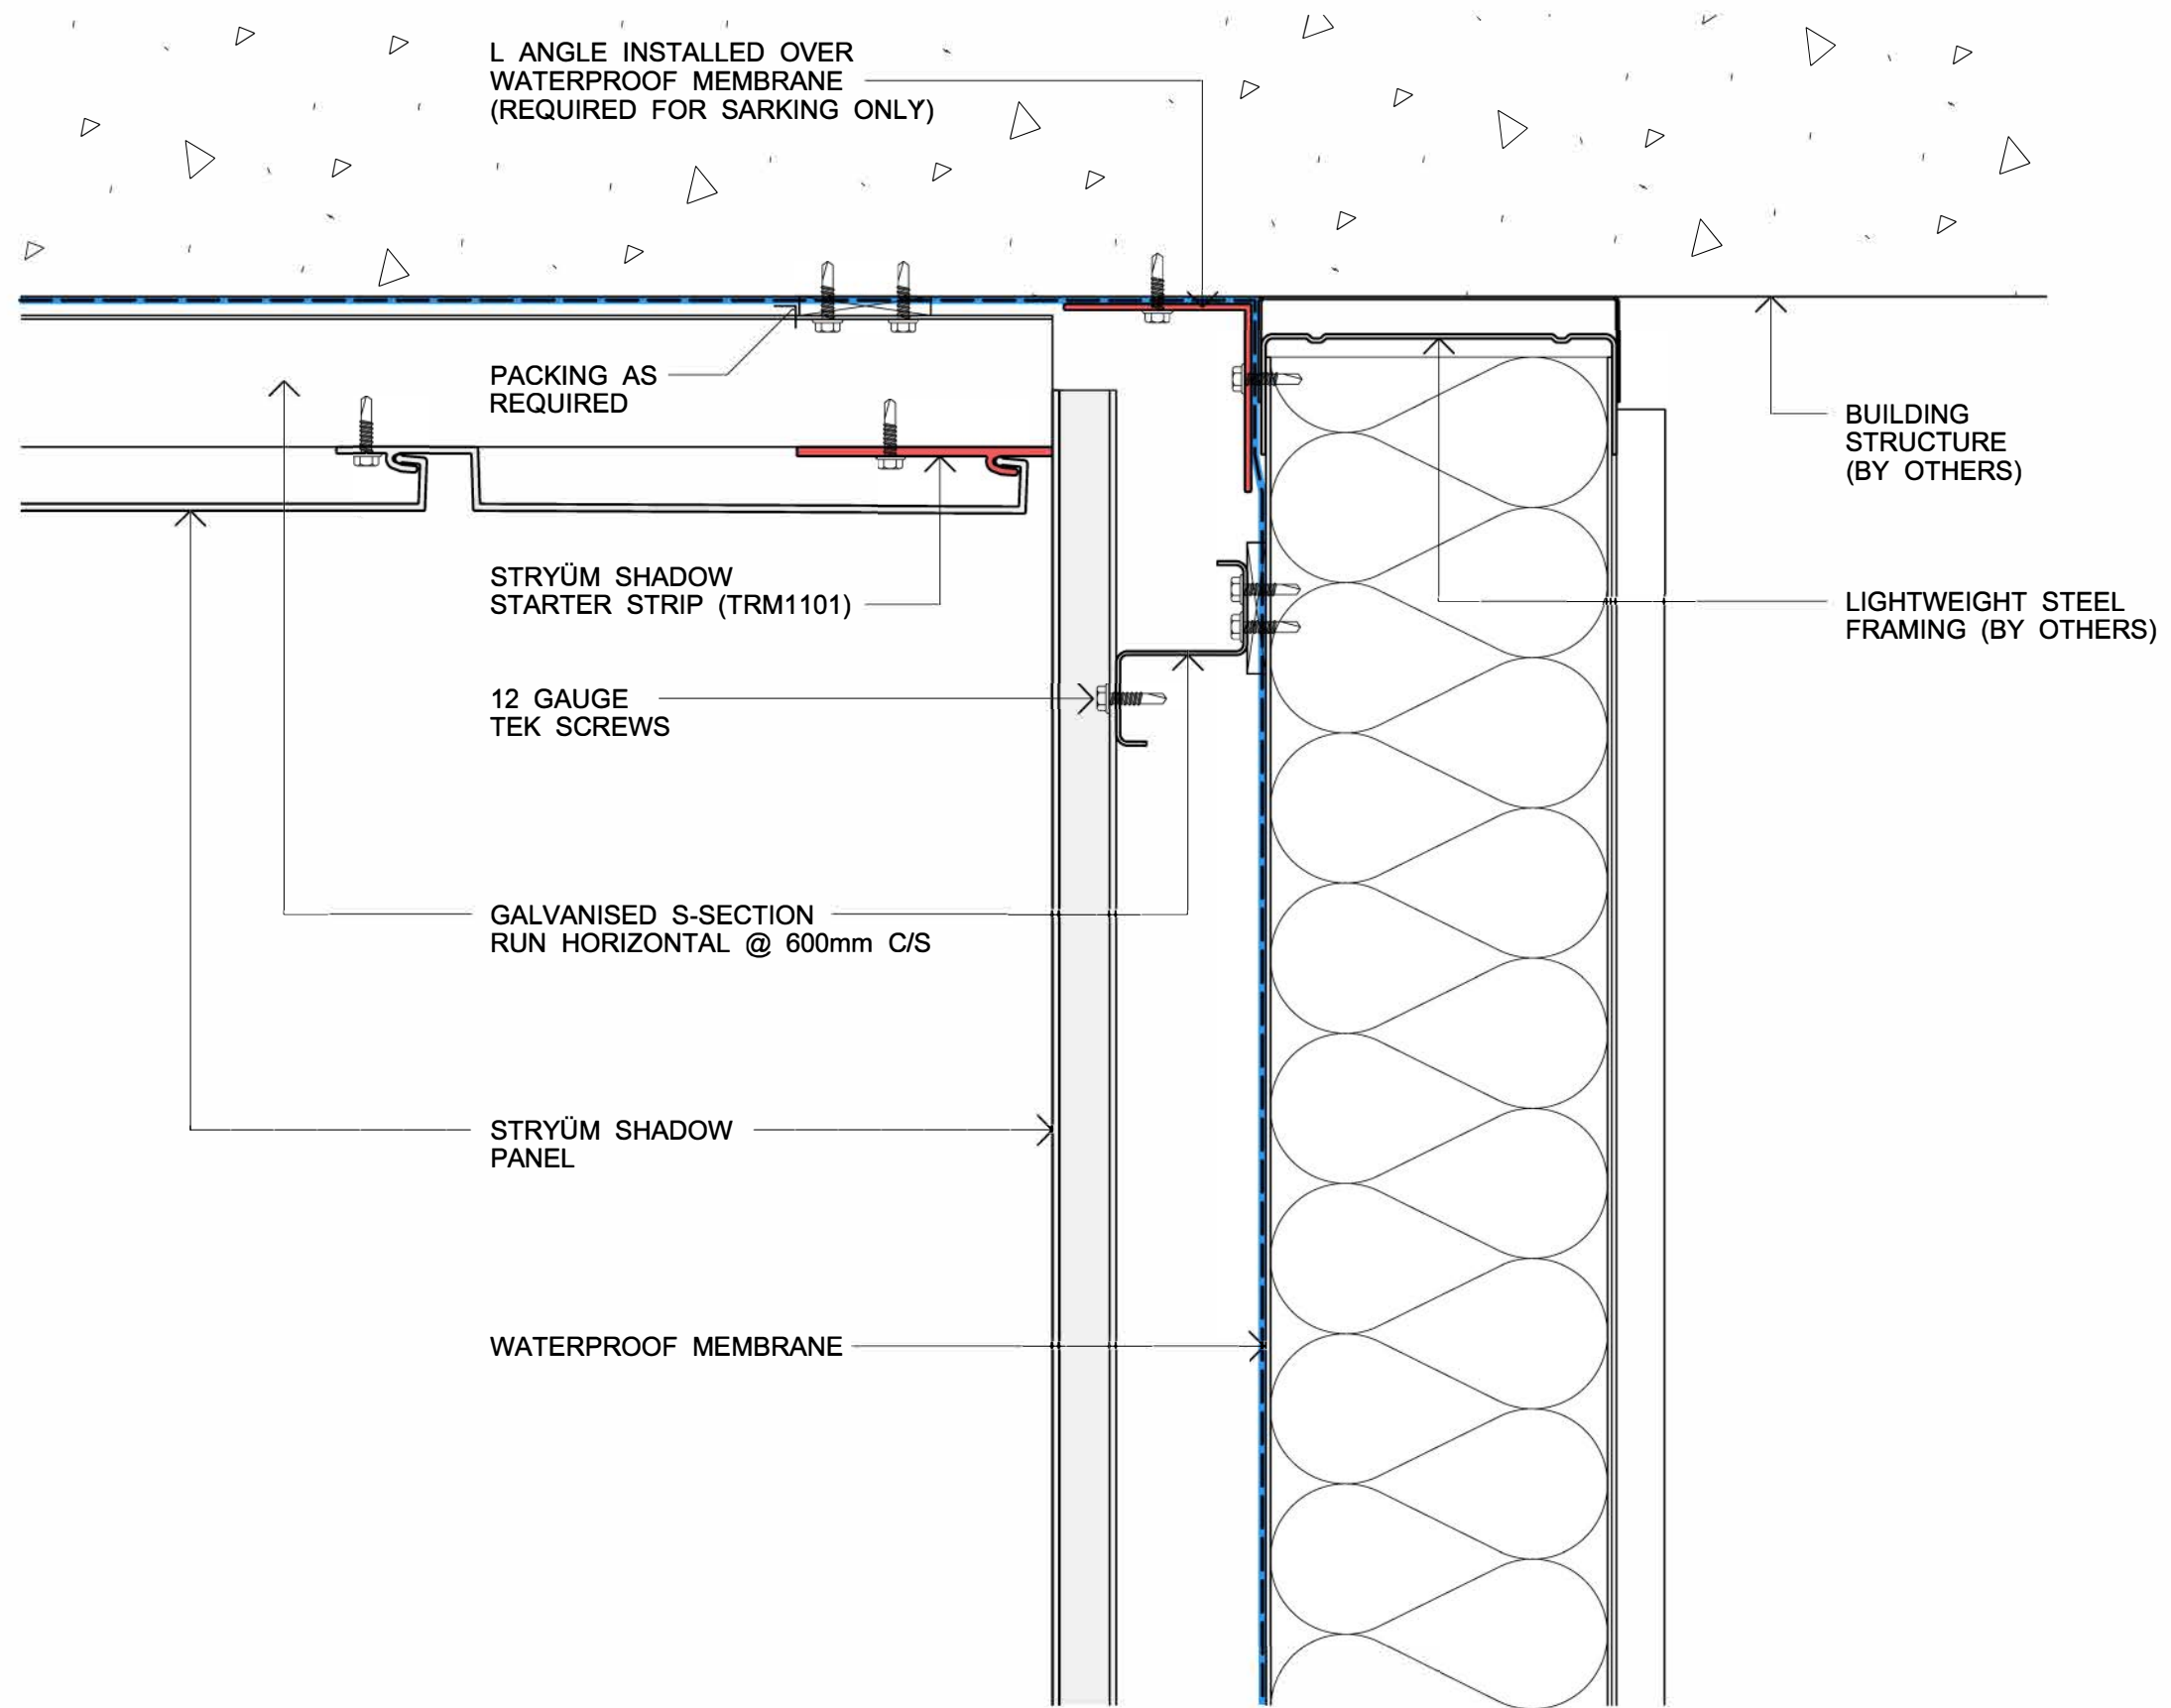 L ANGLE INSTALLED OVER
WATERPROOF MEMBRANE
(REQUIRED FOR SARKING ONLY)
PACKING AS
REQUIRED
BUILDING
STRUCTURE
(BY OTHERS)
STRYÜM SHADOW
STARTER STRIP (TRM1101)
LIGHTWEIGHT STEEL
FRAMING (BY OTHERS)
12 GAUGE
TEK SCREWS
GALVANISED S-SECTION
RUN HORIZONTAL @ 600mm C/S
STRYÜM SHADOW
PANEL
WATERPROOF MEMBRANE